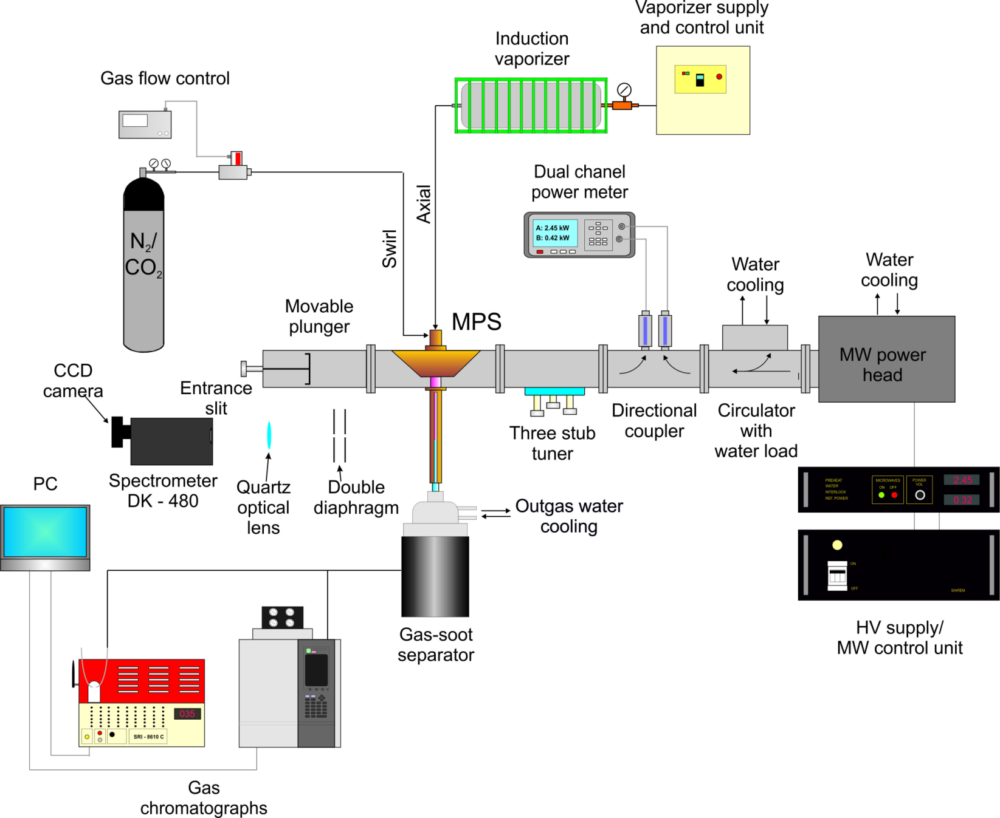 Vaporizer supply
and control unit
Induction
vaporizer
Gas flow control
Dual chanel
power meter
A: 2.45 kW
B: 0.42 kW
Axial
Swirl
N2/
CO2
Water
cooling
Water
cooling
Movable
plunger
MPS
MW power
head
CCD
camera
Entrance
slit
Directional
coupler
Circulator
with
water load
Three stub
tuner
PC
Spectrometer
DK - 480
Quartz
optical
lens
Double
diaphragm
Outgas water
cooling
PREHEAT
WATER
INTERLOCK
REF. POWER
MICROWAVES
ON OFF
POWER
VOL
2.45
0.32
ON
OFF
SAIREM
HV supply/
MW control unit
Gas-soot
separator
035
SRI - 8610 C
Gas
chromatographs